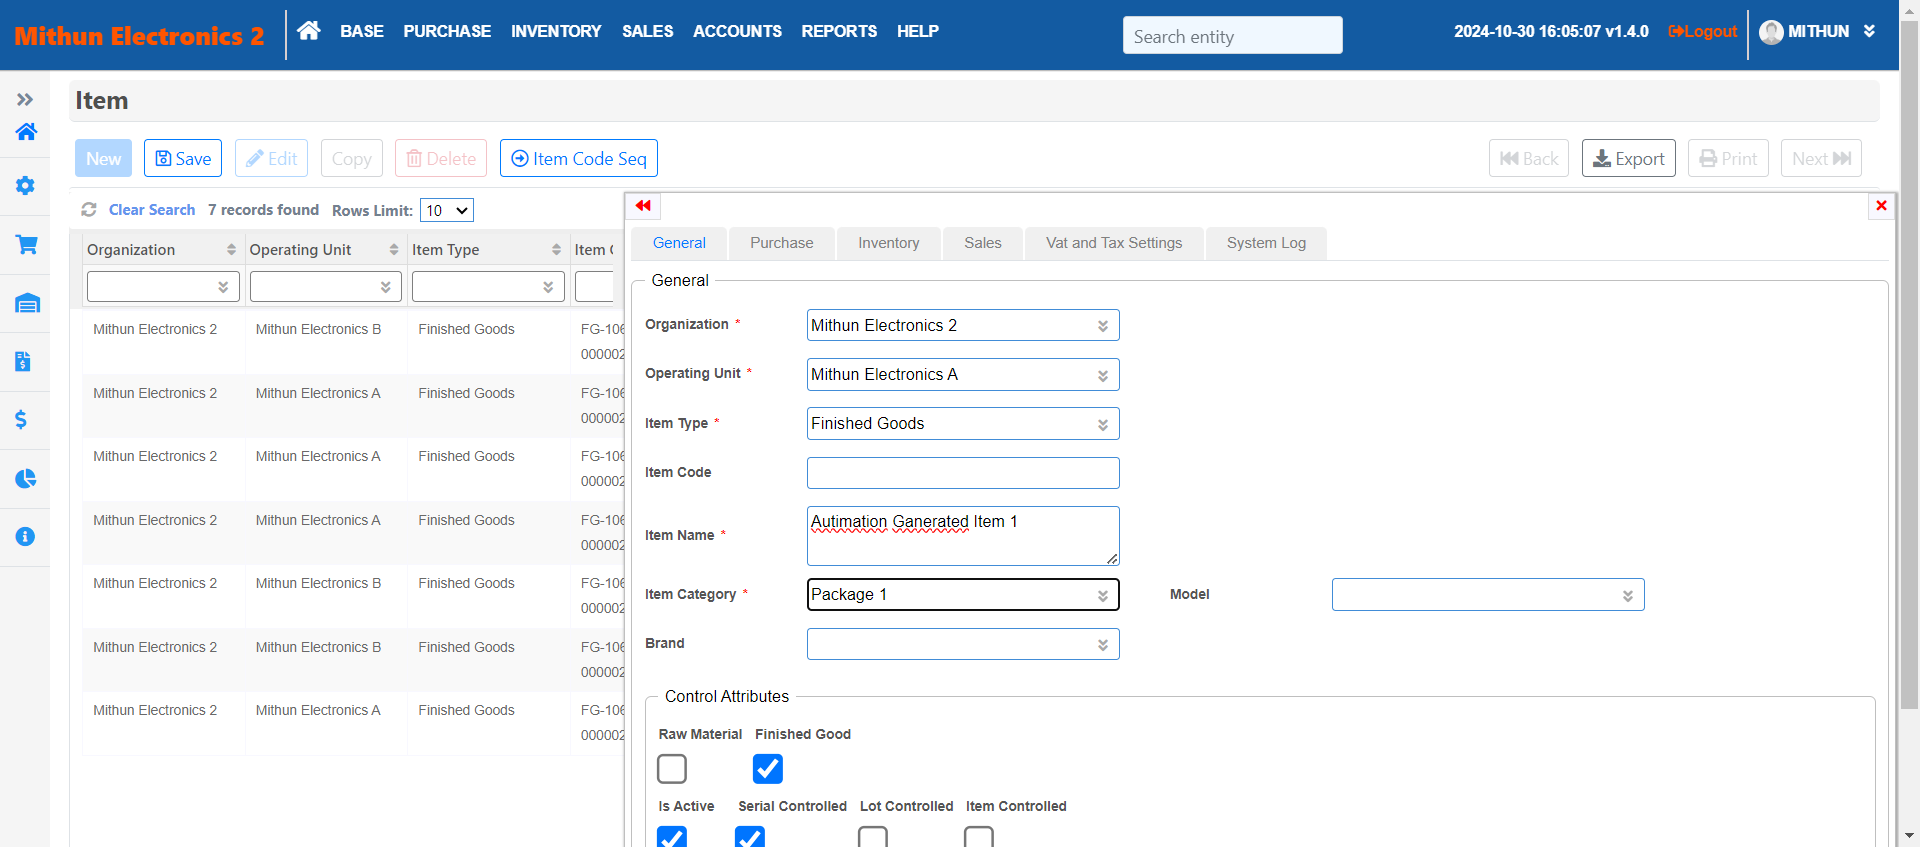 Mithun Electronics 2
BASE PURCHASE INVENTORY SALES ACCOUNTS REPORTS HELP
Search entity
2024-10-30 16:05:07 v1.4.0 Logout MITHUN
Item
New Save Edit Copy Delete Item Code Seq
Back Export Print Next
Clear Search 7 records found Rows Limit: 10
Organization Operating Unit Item Type Item
Mithun Electronics 2 Mithun Electronics B Finished Goods FG-106
000002
Mithun Electronics 2 Mithun Electronics A Finished Goods FG-106
000002
Mithun Electronics 2 Mithun Electronics A Finished Goods FG-106
000002
Mithun Electronics 2 Mithun Electronics A Finished Goods FG-106
000002
Mithun Electronics 2 Mithun Electronics B Finished Goods FG-106
000002
Mithun Electronics 2 Mithun Electronics B Finished Goods FG-106
000002
Mithun Electronics 2 Mithun Electronics A Finished Goods FG-106
000002
General Purchase Inventory Sales Vat and Tax Settings System Log
General
Organization * Mithun Electronics 2
Operating Unit * Mithun Electronics A
Item Type * Finished Goods
Item Code
Item Name * Autimation Ganerated Item 1
Item Category * Package 1 Model
Brand
Control Attributes
Raw Material Finished Good
Is Active Serial Controlled Lot Controlled Item Controlled